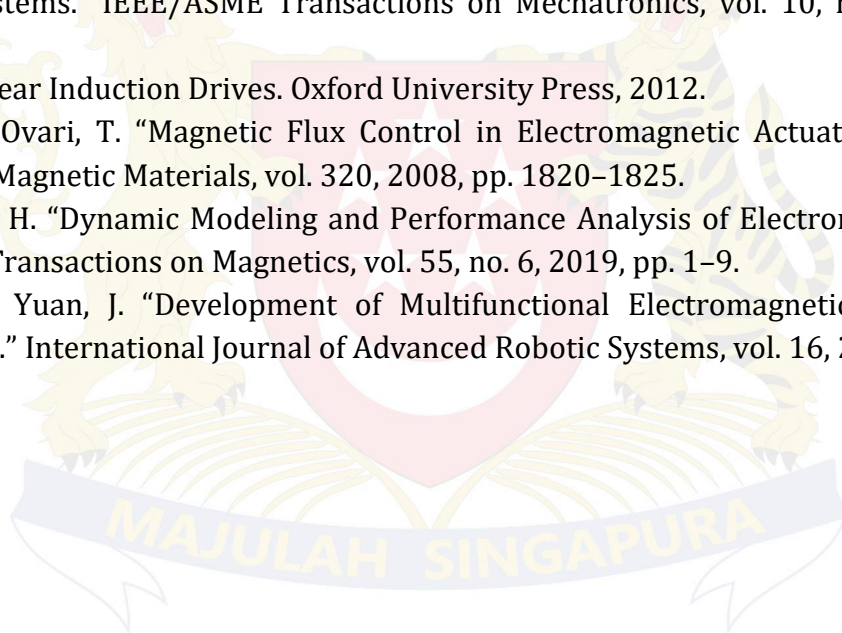 stems.” IEEE/ASME Transactions on Mechatronics, vol. 10, n
ear Induction Drives. Oxford University Press, 2012.
Ovari, T. “Magnetic Flux Control in Electromagnetic Actuat
Magnetic Materials, vol. 320, 2008, pp. 1820–1825.
H. “Dynamic Modeling and Performance Analysis of Electron
Transactions on Magnetics, vol. 55, no. 6, 2019, pp. 1–9.
Yuan, J. “Development of Multifunctional Electromagnetic
.” International Journal of Advanced Robotic Systems, vol. 16, 2
MAJULAH SINGAPURA